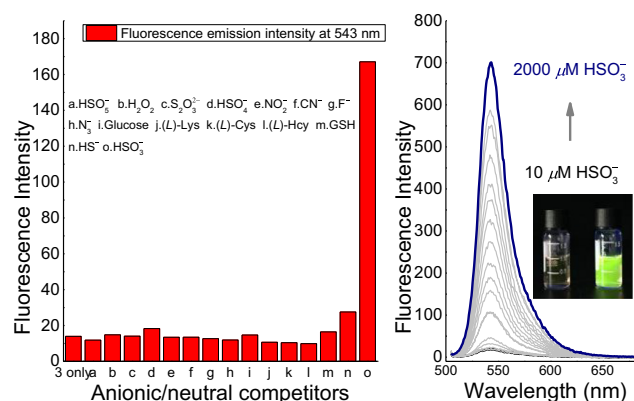 Fluorescence emission intensity at 543 nm
a.HSO₅⁻ b.H₂O₂ c.S₂O₃²⁻ d.HSO₄⁻ e.NO₂⁻ f.CN⁻ g.F⁻
h.N₃⁻ i.Glucose j.(L)-Lys k.(L)-Cys l.(L)-Hcy m.GSH
n.HS⁻ o.HSO₃⁻
Fluorescence Intensity
180
160
140
120
100
80
60
40
20
0
3 only a b c d e f g h i j k l m n o
Anionic/neutral competitors
2000 μM HSO₃⁻
10 μM HSO₃⁻
Fluorescence Intensity
800
700
600
500
400
300
200
100
0
500 550 600 650
Wavelength (nm)